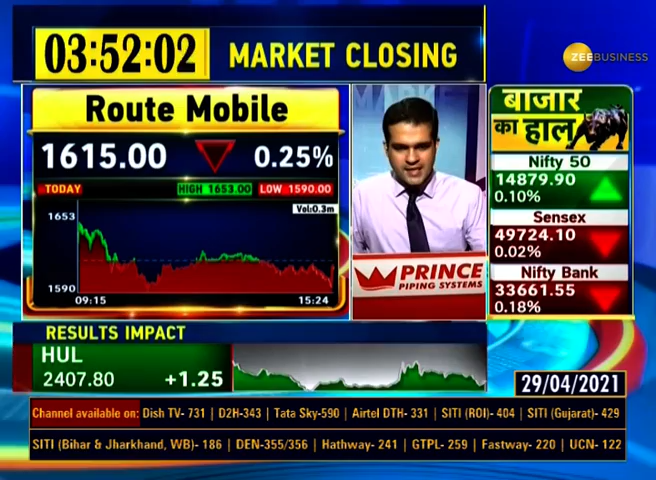 03:52:02 MARKET CLOSING
ZEE BUSINESS
Route Mobile
1615.00 0.25%
TODAY HIGH 1653.00 LOW 1590.00
Vol:0.3m
1653
1590
09:15 15:24
PRINCE
PIPING SYSTEMS
बाजार
का हाल
Nifty 50
14879.90
0.10%
Sensex
49724.10
0.02%
Nifty Bank
33661.55
0.18%
RESULTS IMPACT
HUL
2407.80 +1.25
29/04/2021
Channel available on: Dish TV- 731 | D2H-343 | Tata Sky-590 | Airtel DTH- 331 | SITI (ROI)- 404 | SITI (Gujarat)- 429
SITI (Bihar & Jharkhand, WB)- 186 | DEN-355/356 | Hathway- 241 | GTPL- 259 | Fastway- 220 | UCN- 122